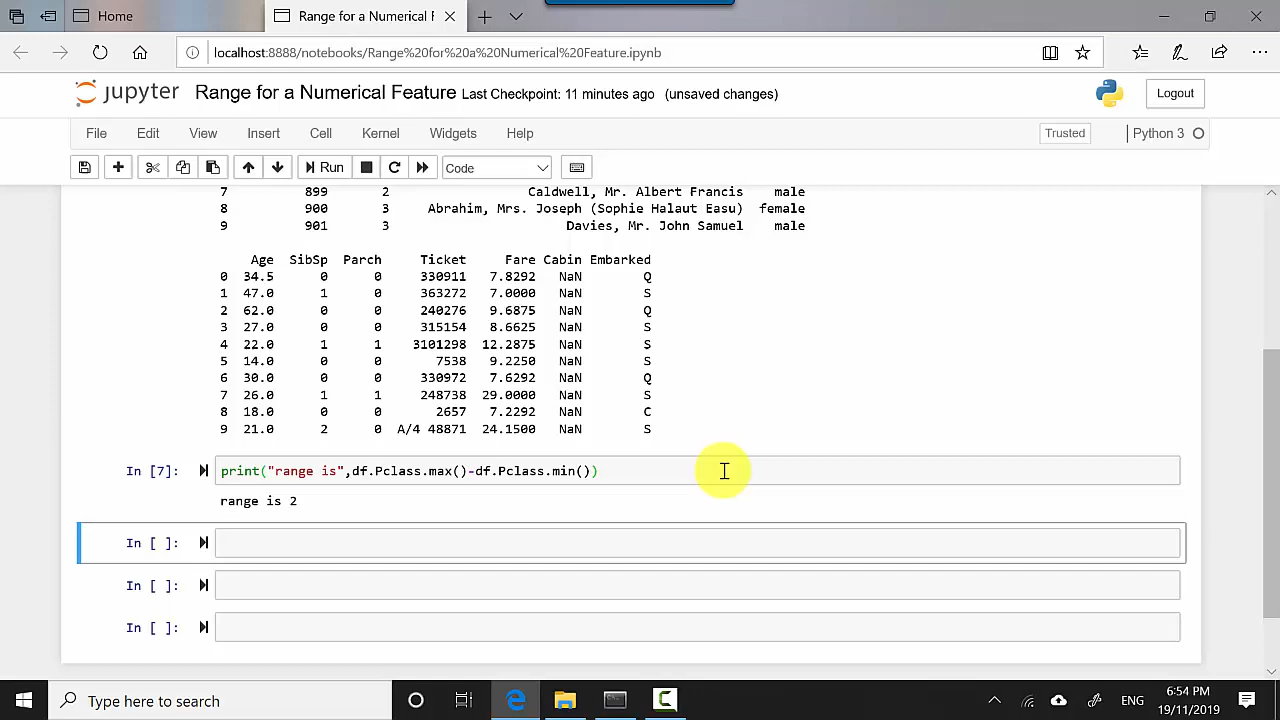 Home
Range for a Numerical F
localhost:8888/notebooks/Range%20for%20a%20Numerical%20Feature.ipynb
jupyter Range for a Numerical Feature Last Checkpoint: 11 minutes ago (unsaved changes) Logout
File Edit View Insert Cell Kernel Widgets Help Trusted Python 3 O
Run Code
7 899 2 Caldwell, Mr. Albert Francis male
8 900 3 Abrahim, Mrs. Joseph (Sophie Halaut Easu) female
9 901 3 Davies, Mr. John Samuel male
Age SibSp Parch Ticket Fare Cabin Embarked
0 34.5 0 0 330911 7.8292 NaN Q
1 47.0 1 0 363272 7.0000 NaN S
2 62.0 0 0 240276 9.6875 NaN Q
3 27.0 0 0 315154 8.6625 NaN S
4 22.0 1 1 3101298 12.2875 NaN S
5 14.0 0 0 7538 9.2250 NaN S
6 30.0 0 0 330972 7.6292 NaN Q
7 26.0 1 1 248738 29.0000 NaN S
8 18.0 0 0 2657 7.2292 NaN C
9 21.0 2 0 A/4 48871 24.1500 NaN S
In [7]: print("range is",df.Pclass.max()-df.Pclass.min())
range is 2
In [ ]:
In [ ]:
In [ ]:
Type here to search
ENG
6:54 PM
19/11/2019